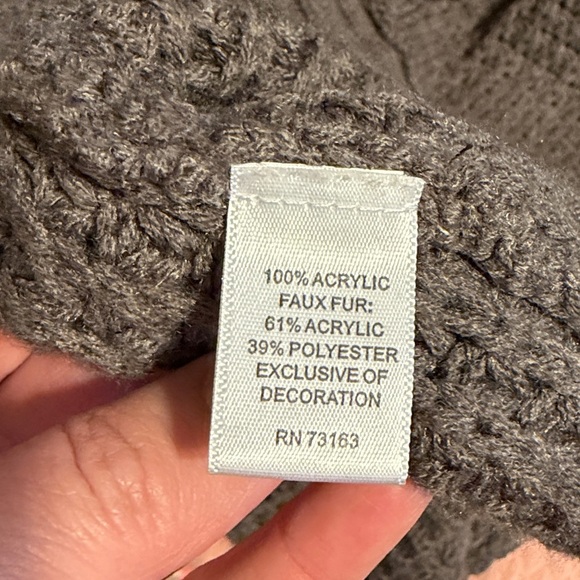 100% ACRYLIC
FAUX FUR:
61% ACRYLIC
39% POLYESTER
EXCLUSIVE OF
DECORATION
RN 73163